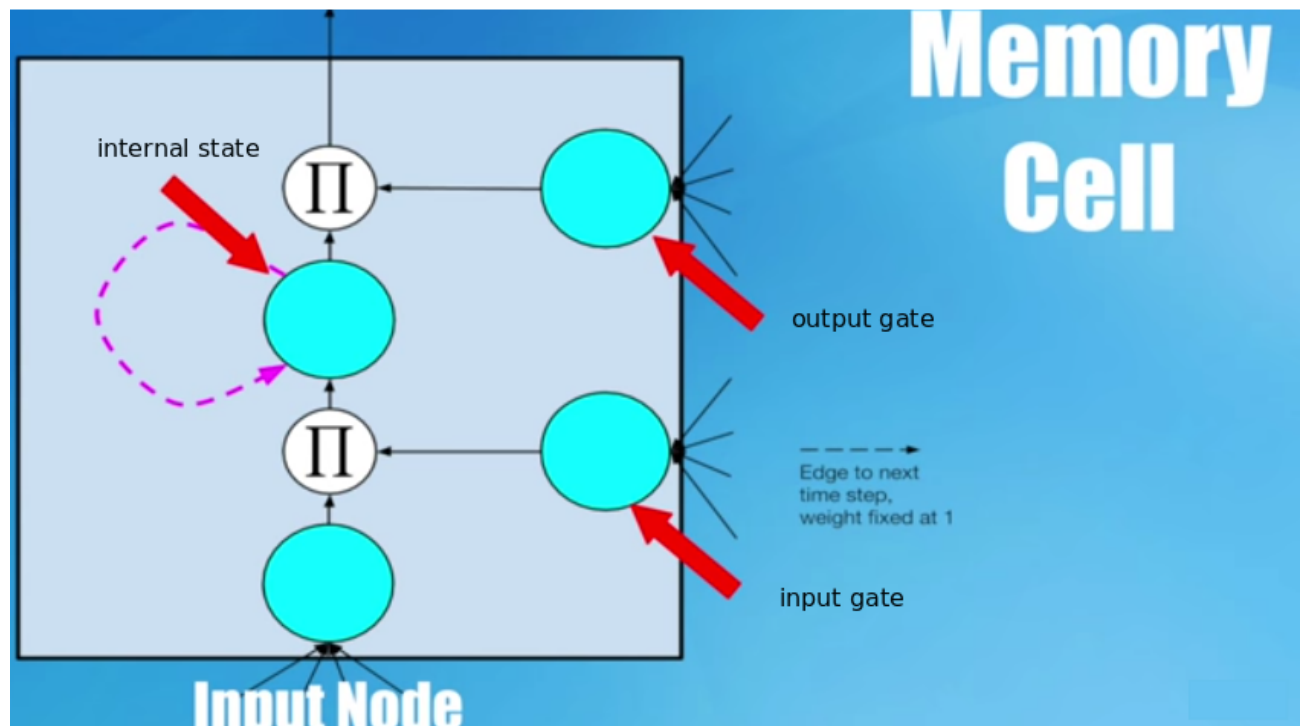 Memory
Cell
internal state
Π
output gate
Π
Edge to next
time step,
weight fixed at 1
input gate
Input Node